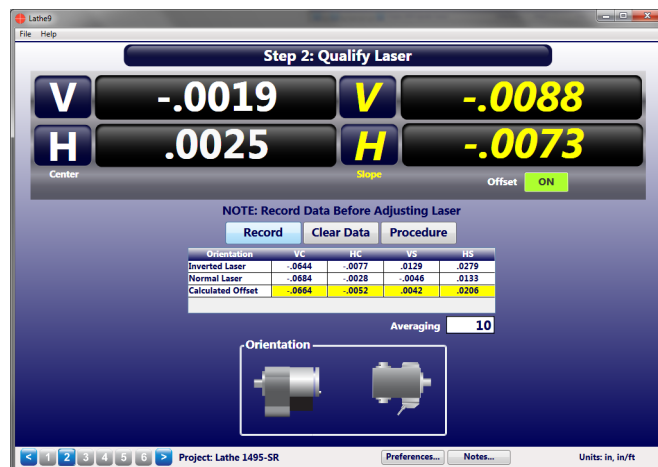 Lathe9
File Help
Step 2: Qualify Laser
V -.0019 V -.0088
H .0025 H -.0073
Center Slope Offset ON
NOTE: Record Data Before Adjusting Laser
Record Clear Data Procedure
Orientation VC HC VS HS
Inverted Laser -.0644 -.0077 .0129 .0279
Normal Laser -.0684 -.0028 -.0046 .0133
Calculated Offset -.0664 -.0052 .0042 .0206
Averaging 10
Orientation
< 1 2 3 4 5 6 > Project: Lathe 1495-SR Preferences... Notes... Units: in, in/ft